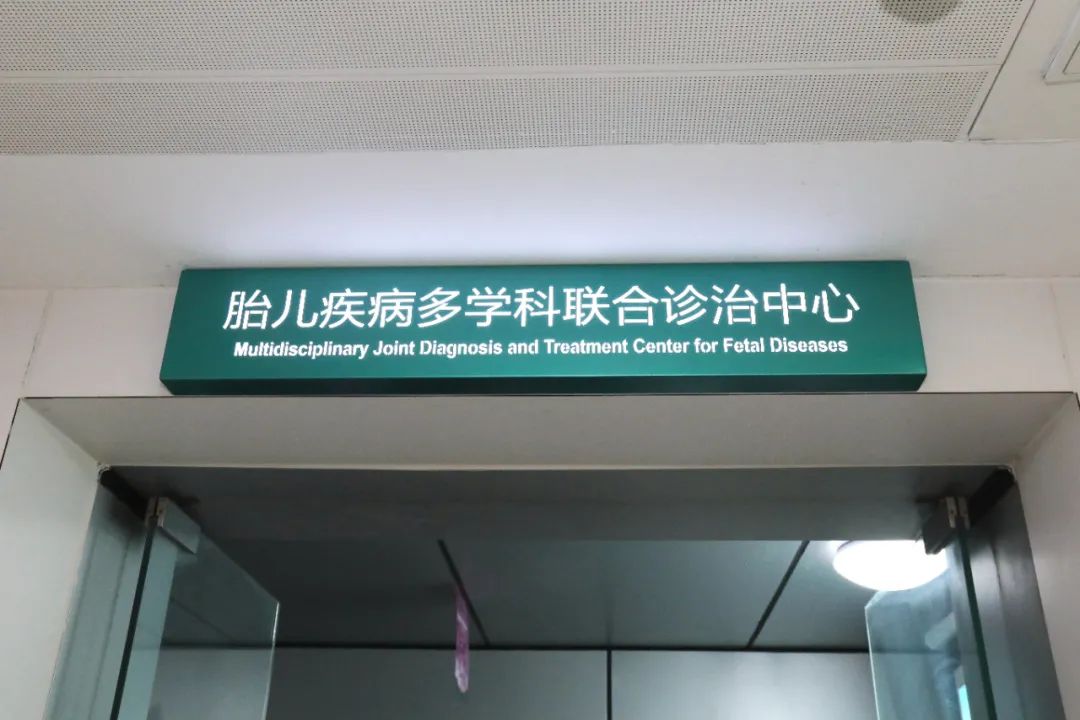 胎儿疾病多学科联合诊治中心
Multidisciplinary Joint Diagnosis and Treatment Center for Fetal Diseases